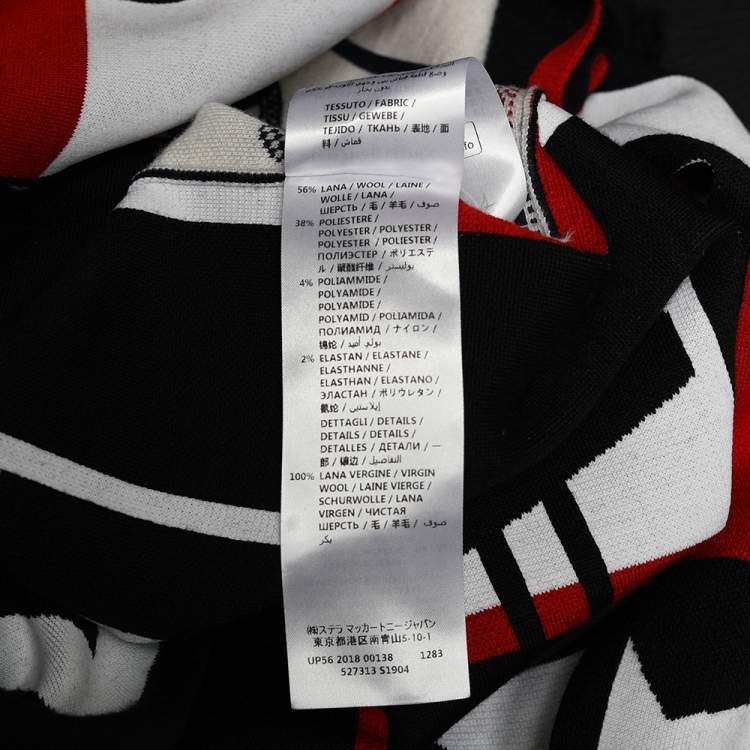 بدون بخار
TESSUTO / FABRIC /
TISSU / GEWEBE /
TEJIDO / ТКАНЬ / 表地 / 面
料 / قماش
56% LANA / WOOL / LAINE /
WOLLE / LANA /
ШЕРСТЬ / 毛 / 羊毛 / صوف
38% POLIESTERE /
POLYESTER / POLYESTER /
POLYESTER / POLIESTER /
ПОЛИЭСТЕР / ポリエステ
ル / 聚酯纤维 / بوليستر
4% POLIAMMIDE /
POLYAMIDE /
POLYAMIDE /
POLYAMID / POLIAMIDA /
ПОЛИАМИД / ナイロン /
锦纶 / بولي أميد
2% ELASTAN / ELASTANE /
ELASTHANNE /
ELASTHAN / ELASTANO /
ЭЛАСТАН / ポリウレタン /
氨纶 / إيلاستين
DETTAGLI / DETAILS /
DETAILS / DETAILS /
DETALLES / ДЕТАЛИ / 一
部 / 镶边 / التفاصيل
100% LANA VERGINE / VIRGIN
WOOL / LAINE VIERGE /
SCHURWOLLE / LANA
VIRGEN / ЧИСТАЯ
ШЕРСТЬ / 毛 / 羊毛 / صوف
بكر
㈱ステラ マッカートニー ジャパン
東京都港区南青山5-10-1
UP56 2018 00138 1283
527313 S1904